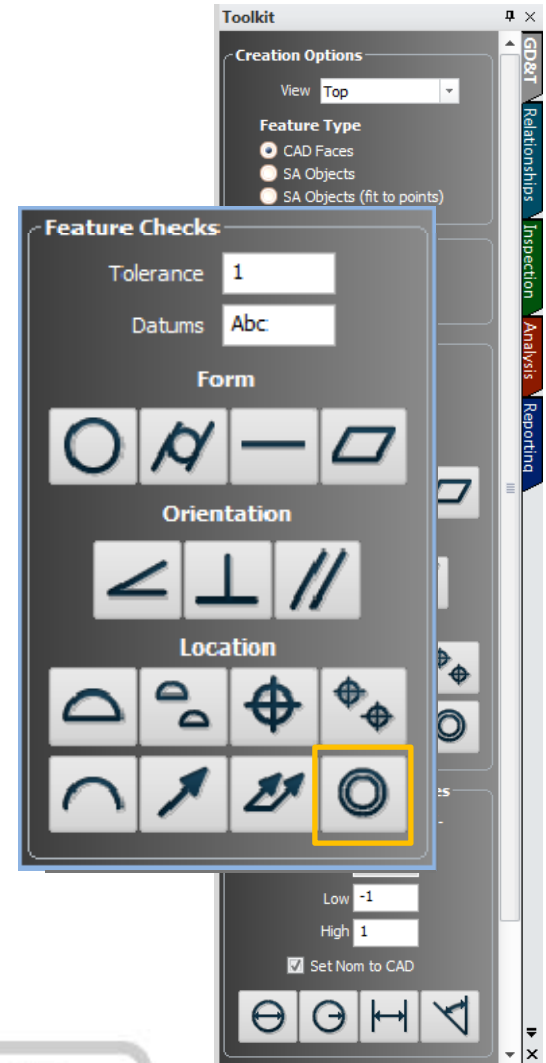 Toolkit
Creation Options
View Top
Feature Type
CAD Faces
SA Objects
SA Objects (fit to points)
Feature Checks
Tolerance 1
Datums Abc
Form
Orientation
Location
Low -1
High 1
Set Nom to CAD
GD&T
Relationships
Inspection
Analysis
Reporting